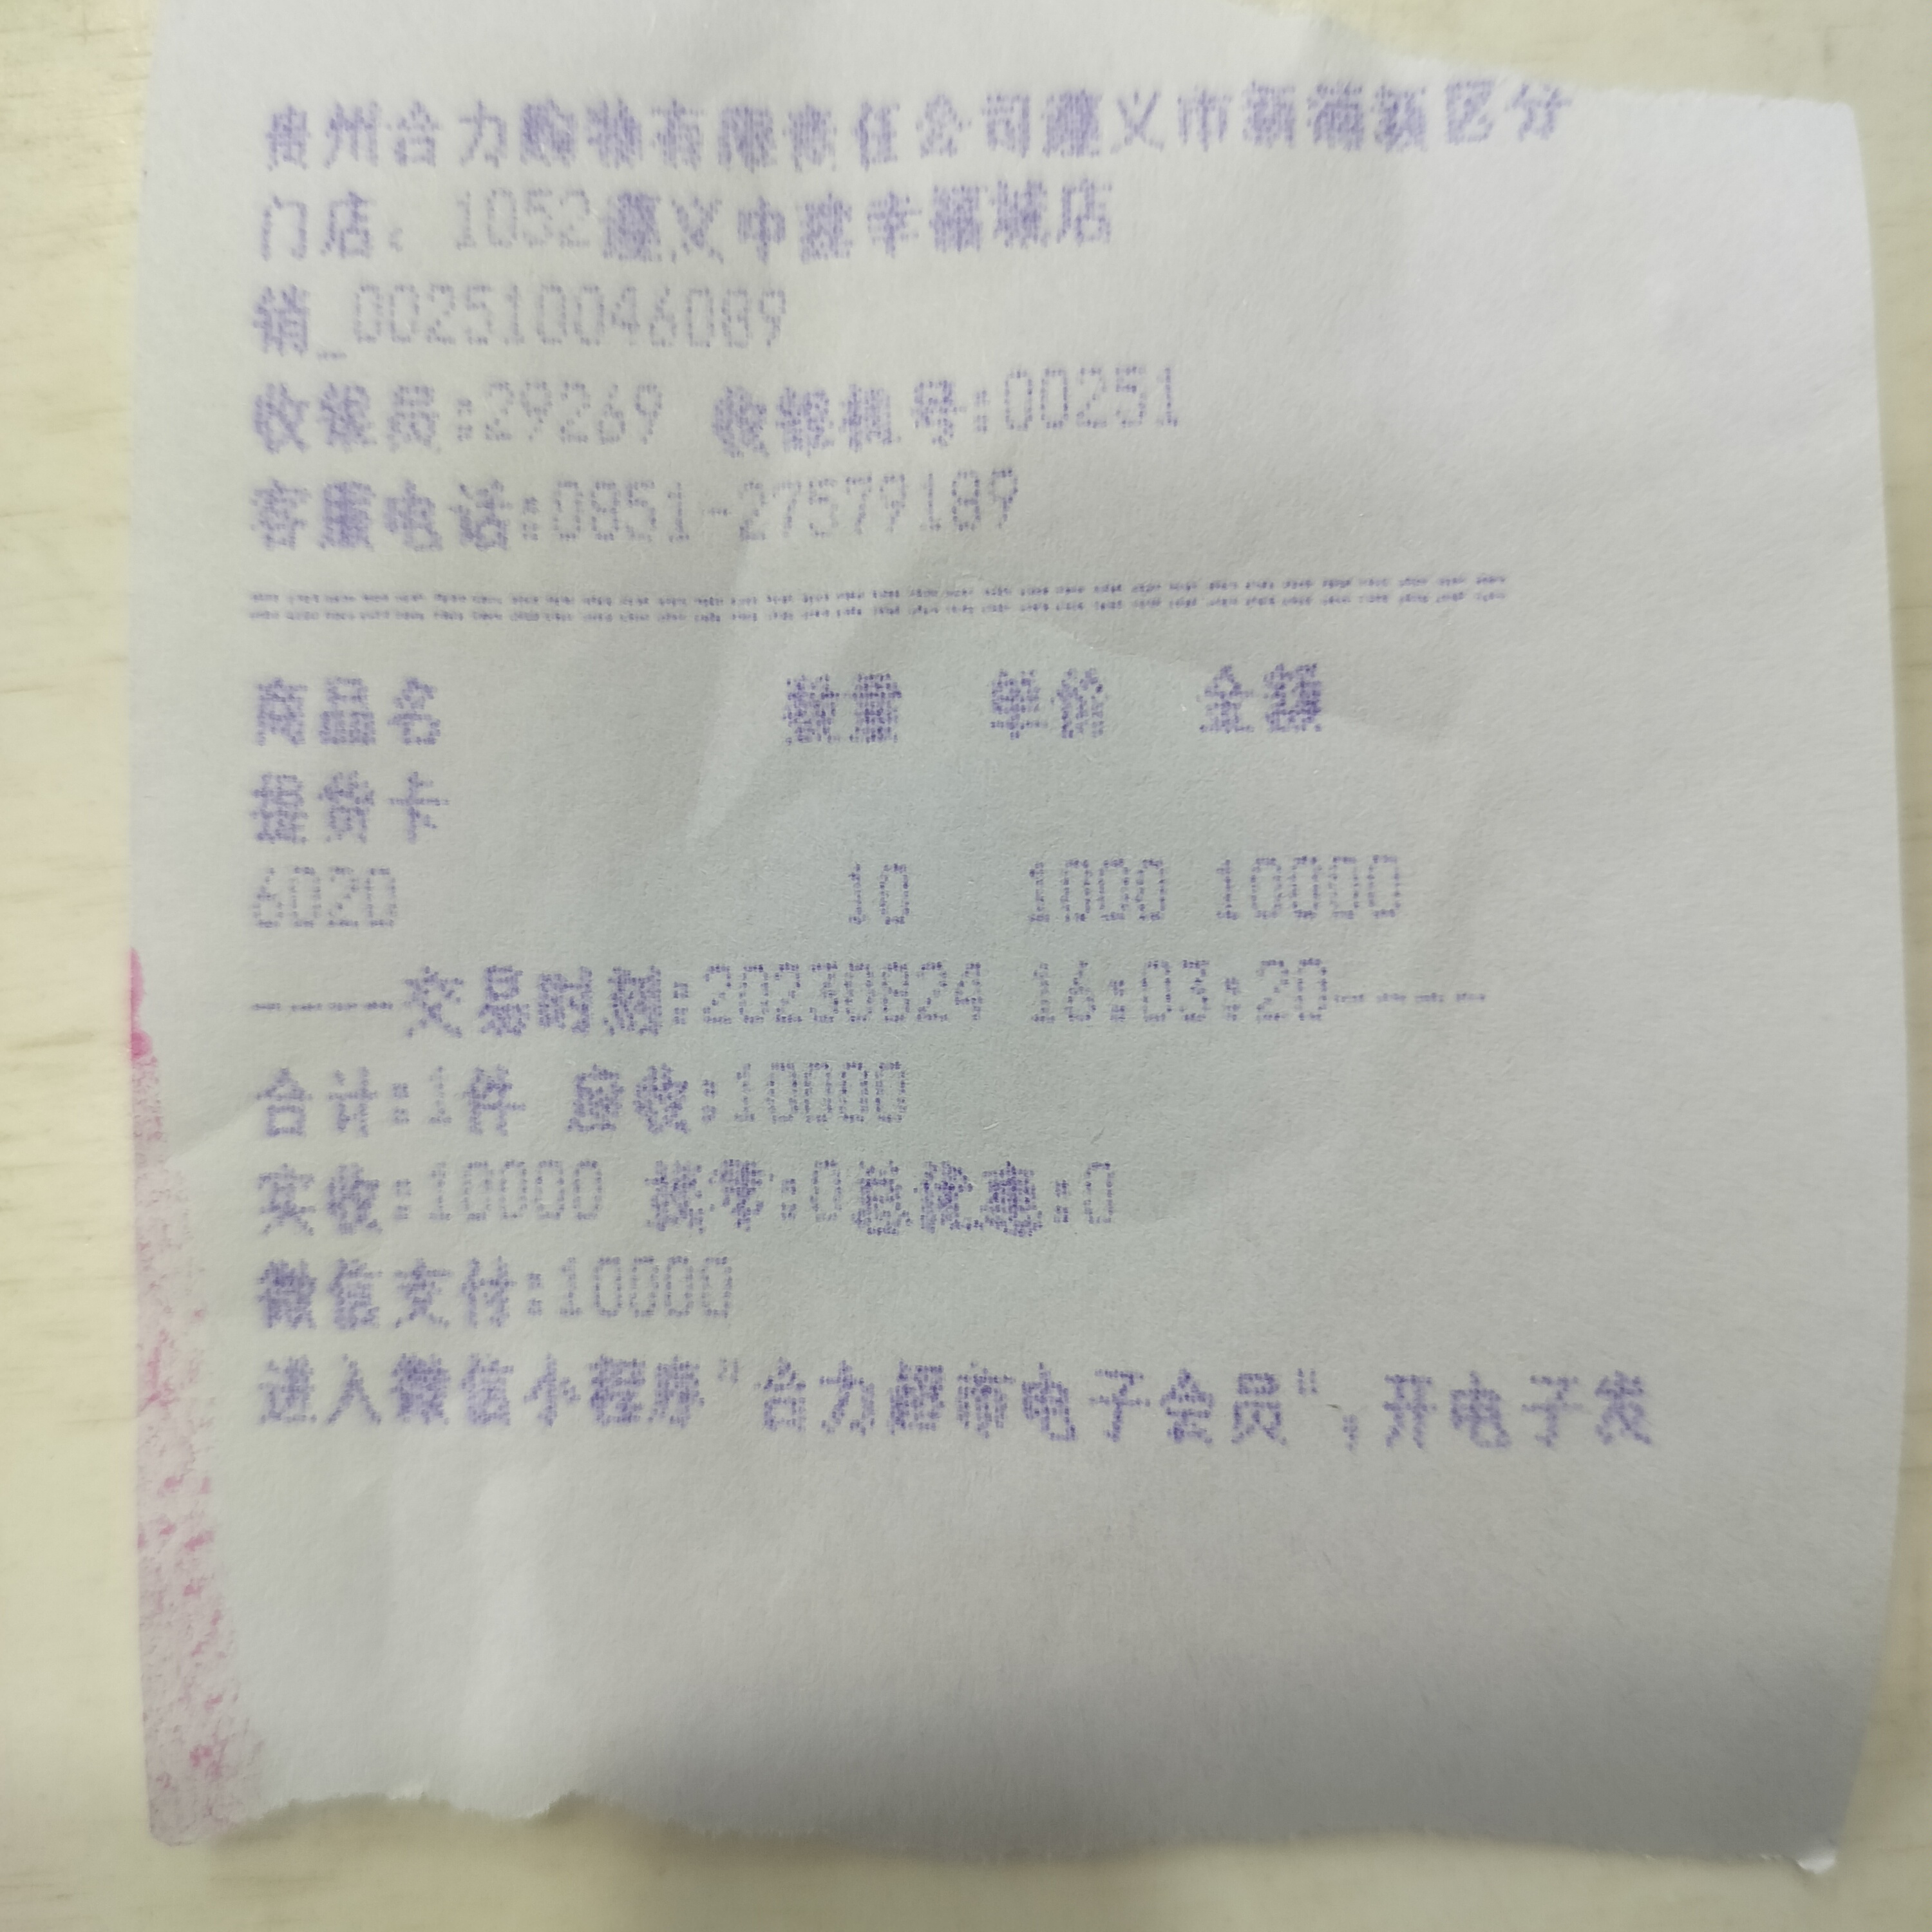 贵州合力购物有限责任公司遵义市新蒲新区分
门店：1052遵义中建幸福城店
销_002510046089
收银员:29269 收银机号:00251
客服电话:0851-27579189
======================================
商品名 数量 单价 金额
提货卡
6020 10 1000 10000
----交易时刻:20230824 16:03:20----
合计:1件 应收:10000
实收:10000 找零:0总优惠:0
微信支付:10000
进入微信小程序"合力超市电子会员"，开电子发